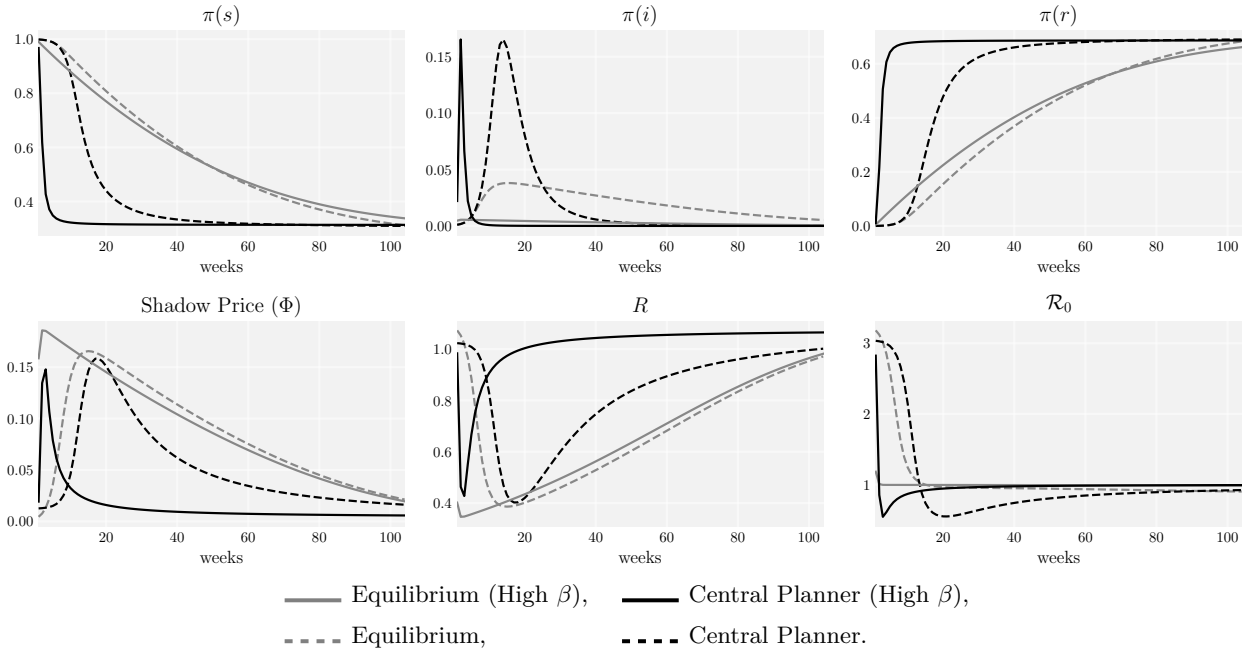 π(s)
π(i)
π(r)
1.0
0.8
0.6
0.4
20 40 60 80 100
weeks
0.15
0.10
0.05
0.00
20 40 60 80 100
weeks
0.6
0.4
0.2
0.0
20 40 60 80 100
weeks
Shadow Price (Φ)
R
ℛ₀
0.15
0.10
0.05
0.00
20 40 60 80 100
weeks
1.0
0.8
0.6
0.4
20 40 60 80 100
weeks
3
2
1
20 40 60 80 100
weeks
Equilibrium (High β),
Central Planner (High β),
Equilibrium,
Central Planner.